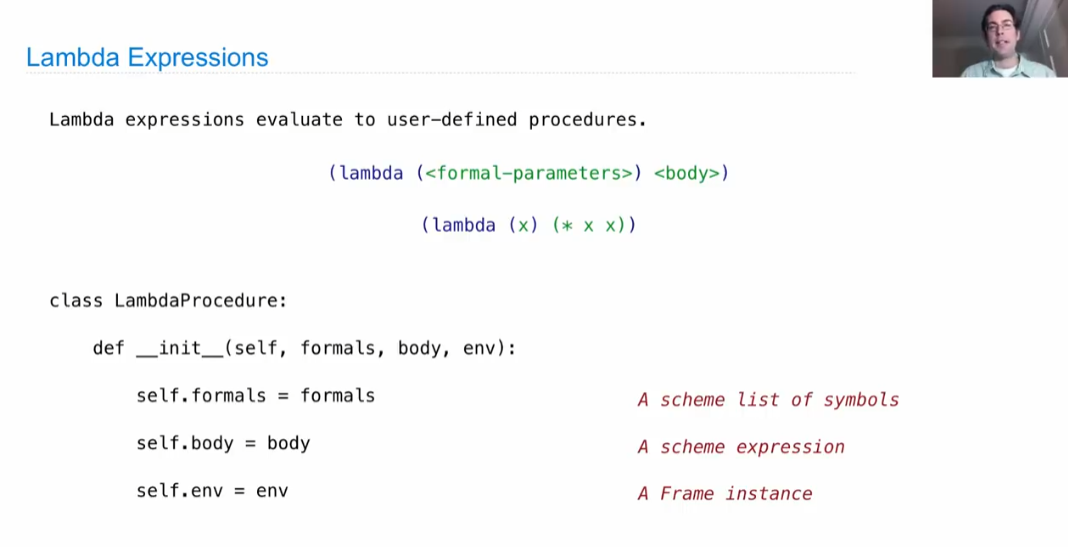 Lambda Expressions
Lambda expressions evaluate to user-defined procedures.
(lambda (<formal-parameters>) <body>)
(lambda (x) (* x x))
class LambdaProcedure:
def __init__(self, formals, body, env):
self.formals = formals A scheme list of symbols
self.body = body A scheme expression
self.env = env A Frame instance